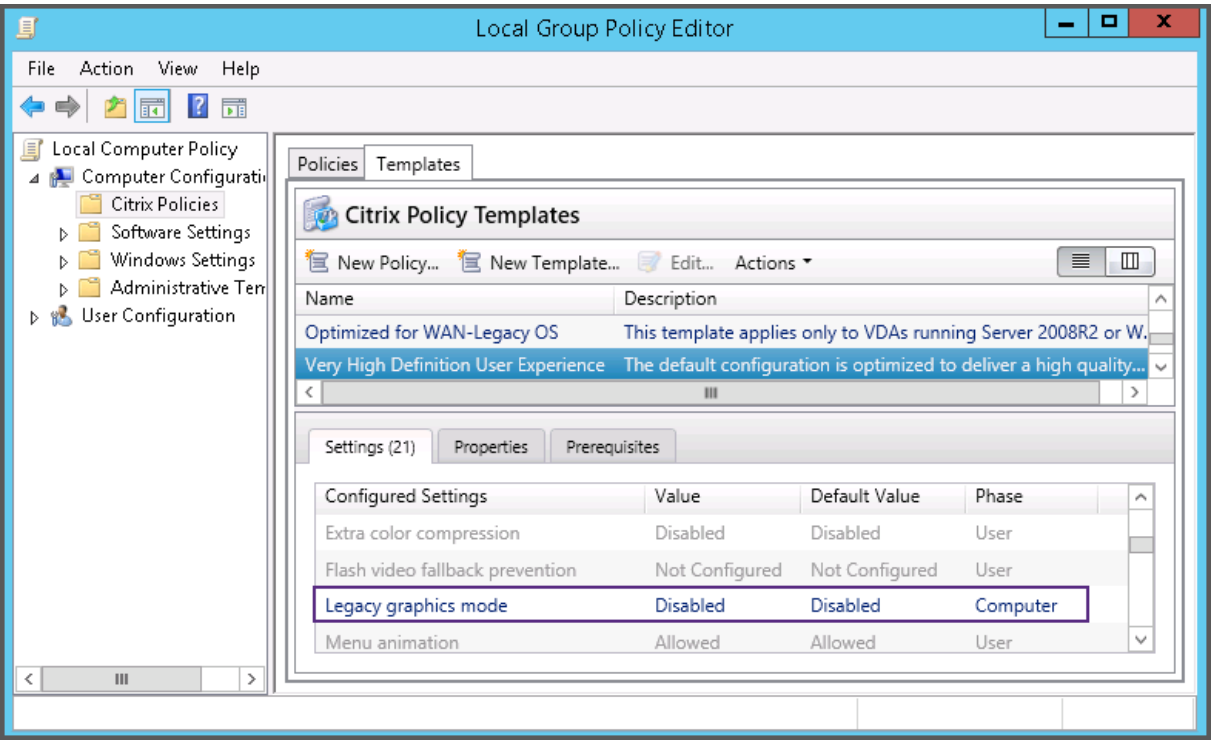 Local Group Policy Editor
File Action View Help
Local Computer Policy
Computer Configurati
Citrix Policies
Software Settings
Windows Settings
Administrative Tem
User Configuration
Policies Templates
Citrix Policy Templates
New Policy... New Template... Edit... Actions
Name Description
Optimized for WAN-Legacy OS This template applies only to VDAs running Server 2008R2 or W...
Very High Definition User Experience The default configuration is optimized to deliver a high quality...
Settings (21) Properties Prerequisites
Configured Settings Value Default Value Phase
Extra color compression Disabled Disabled User
Flash video fallback prevention Not Configured Not Configured User
Legacy graphics mode Disabled Disabled Computer
Menu animation Allowed Allowed User